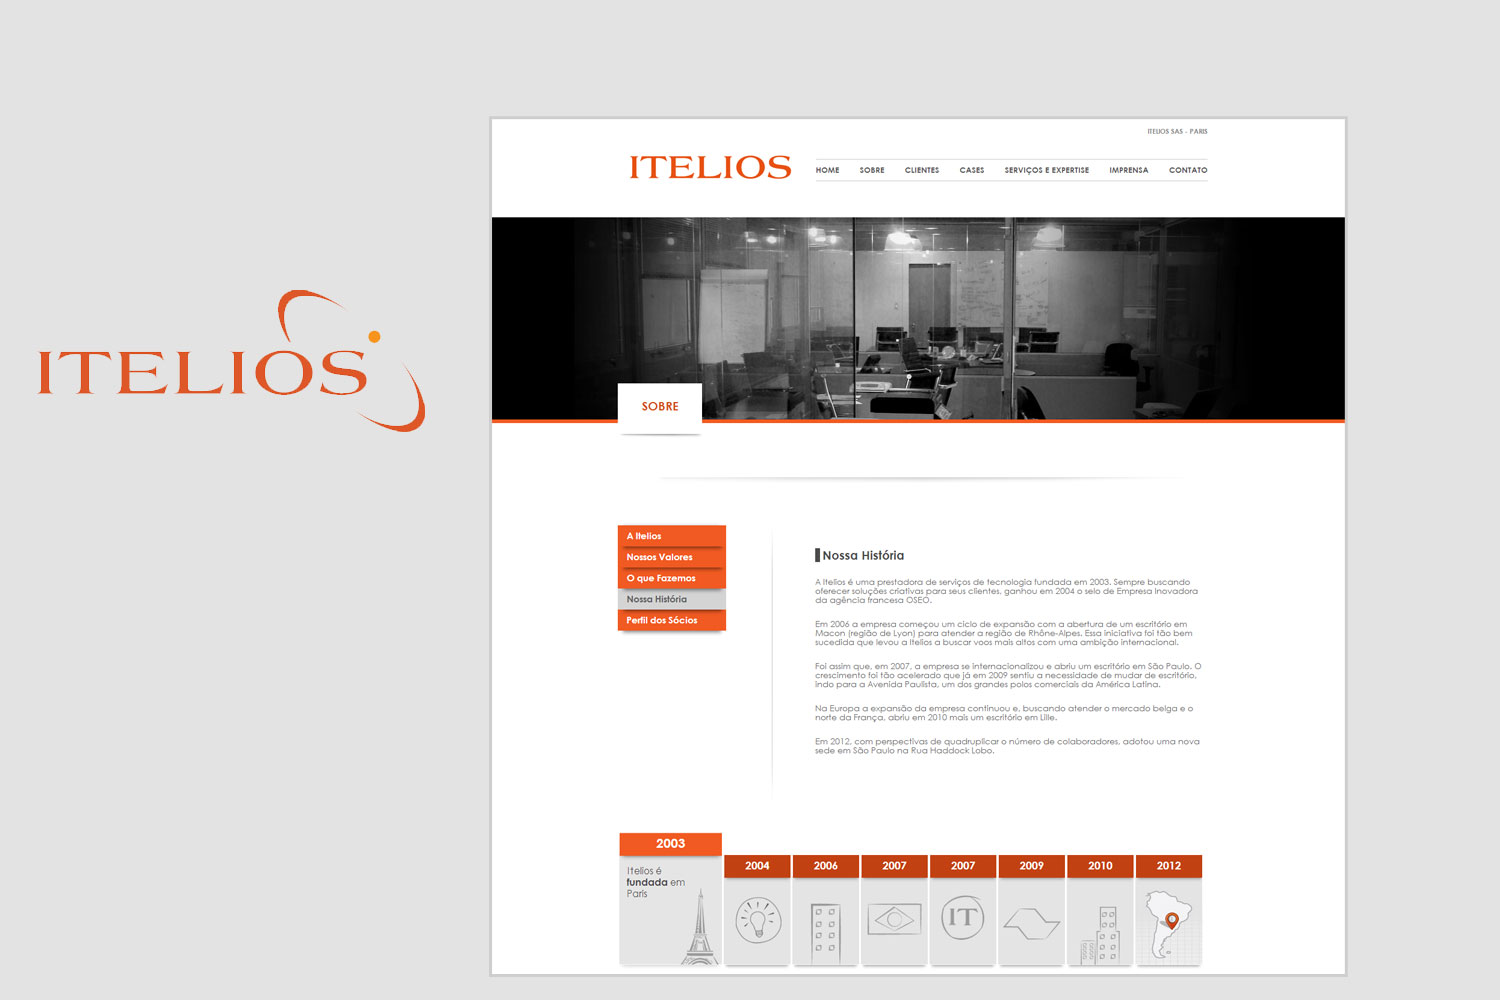 ITELIOS
ITELIOS SAS - PARIS
ITELIOS
HOME SOBRE CLIENTES CASES SERVIÇOS E EXPERTISE IMPRENSA CONTATO
SOBRE
A Itelios
Nossos Valores
O que Fazemos
Nossa História
Perfil dos Sócios
Nossa História
A Itelios é uma prestadora de serviços de tecnologia fundada em 2003. Sempre buscando
oferecer soluções criativas para seus clientes, ganhou em 2004 o selo de Empresa Inovadora
da agência francesa OSEO.
Em 2006 a empresa começou um ciclo de expansão com a abertura de um escritório em
Macon (região de Lyon) para atender a região de Rhône-Alpes. Essa iniciativa foi tão bem
sucedida que levou a Itelios a buscar voos mais altos com uma ambição internacional.
Foi assim que, em 2007, a empresa se internacionalizou e abriu um escritório em São Paulo. O
crescimento foi tão acelerado que já em 2009 sentiu a necessidade de mudar de escritório,
indo para a Avenida Paulista, um dos grandes polos comerciais da América Latina.
Na Europa a expansão da empresa continuou e, buscando atender o mercado belga e o
norte da França, abriu em 2010 mais um escritório em Lille.
Em 2012, com perspectivas de quadruplicar o número de colaboradores, adotou uma nova
sede em São Paulo na Rua Haddock Lobo.
2003
Itelios é
fundada em
Paris
2004 2006 2007 2007 2009 2010 2012
IT